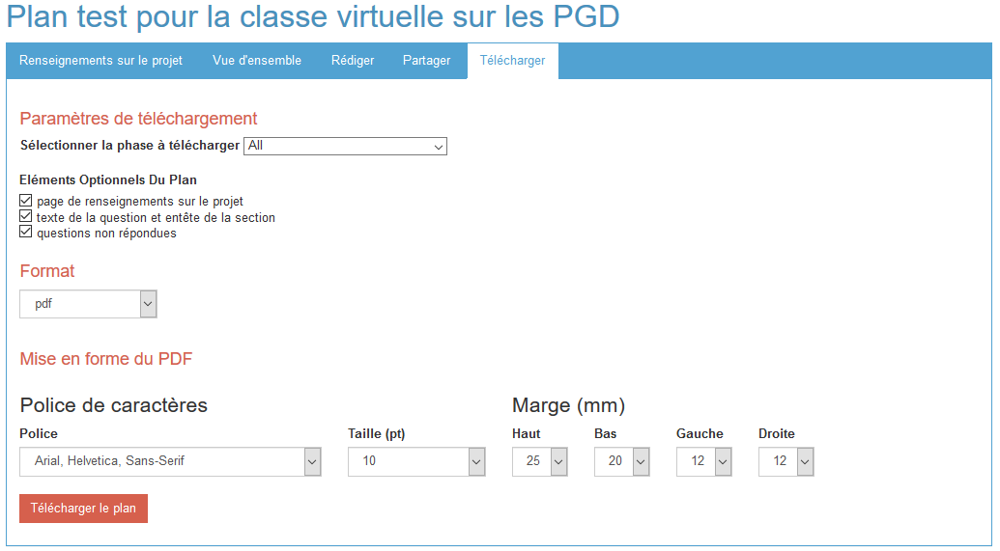 Plan test pour la classe virtuelle sur les PGD
Renseignements sur le projet Vue d'ensemble Rédiger Partager Télécharger
Paramètres de téléchargement
Sélectionner la phase à télécharger All
Eléments Optionnels Du Plan
page de renseignements sur le projet
texte de la question et entête de la section
questions non répondues
Format
pdf
Mise en forme du PDF
Police de caractères Marge (mm)
Police Taille (pt) Haut Bas Gauche Droite
Arial, Helvetica, Sans-Serif 10 25 20 12 12
Télécharger le plan